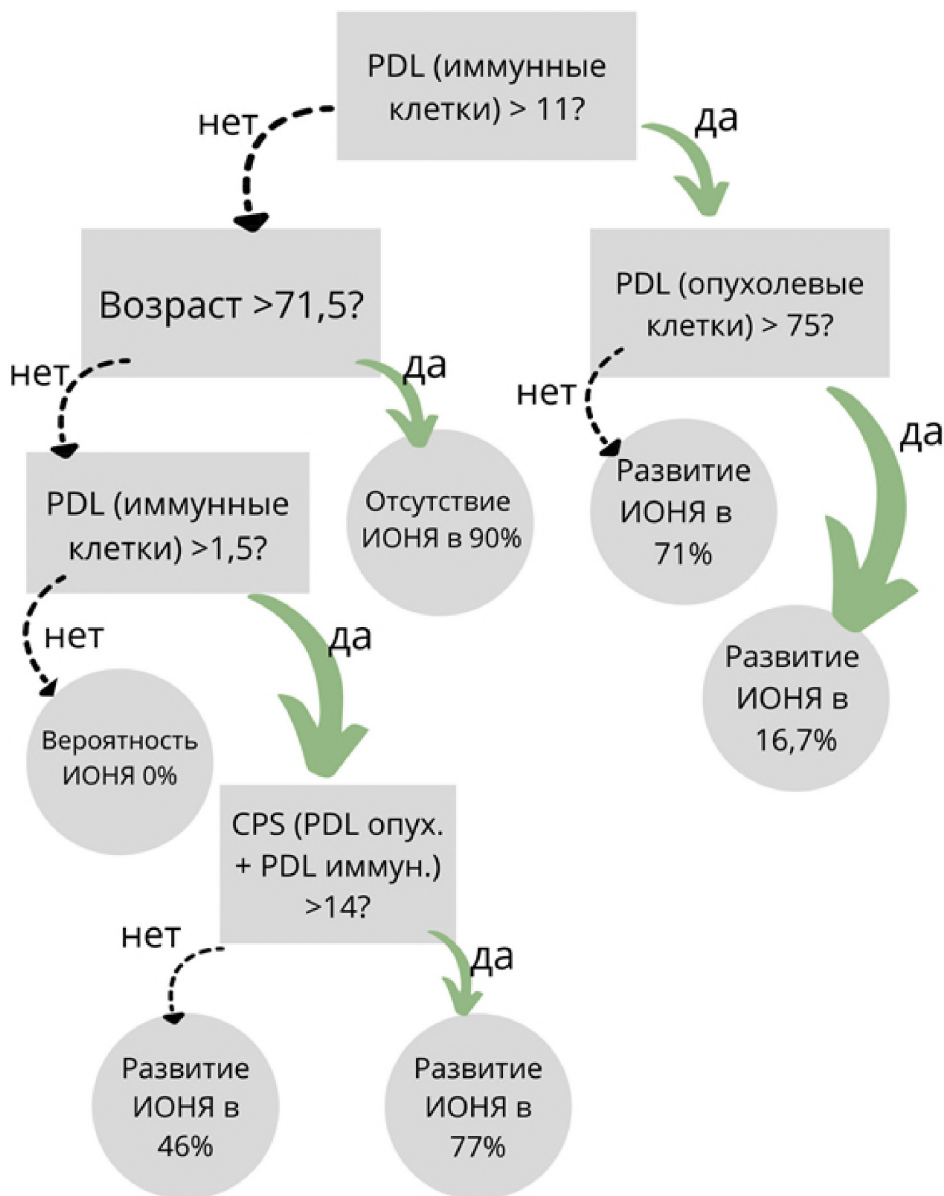 PDL (иммунные
клетки) > 11?
нет
да
Возраст >71,5?
PDL (опухолевые
клетки) > 75?
нет
да
нет
да
PDL (иммунные
клетки) >1,5?
Отсутствие
ИОНЯ в 90%
Развитие
ИОНЯ в
71%
нет
да
Развитие
ИОНЯ в
16,7%
Вероятность
ИОНЯ 0%
CPS (PDL опух.
+ PDL иммун.)
>14?
нет
да
Развитие
ИОНЯ в
46%
Развитие
ИОНЯ в
77%